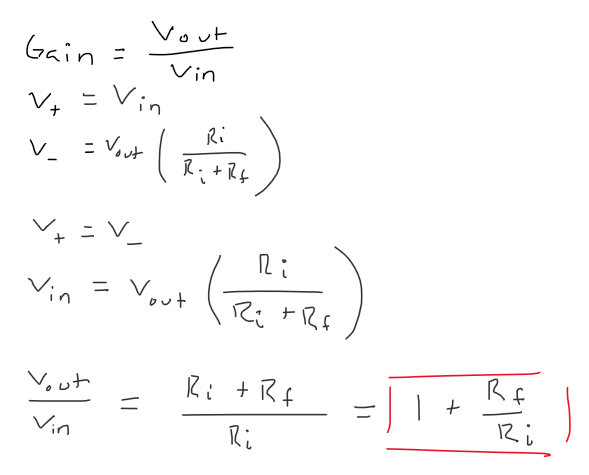 Gain = Vout / Vin
V+ = Vin
V- = Vout ( Ri / (Ri + Rf) )
V+ = V-
Vin = Vout ( Ri / (Ri + Rf) )
Vout / Vin = (Ri + Rf) / Ri = 1 + Rf / Ri